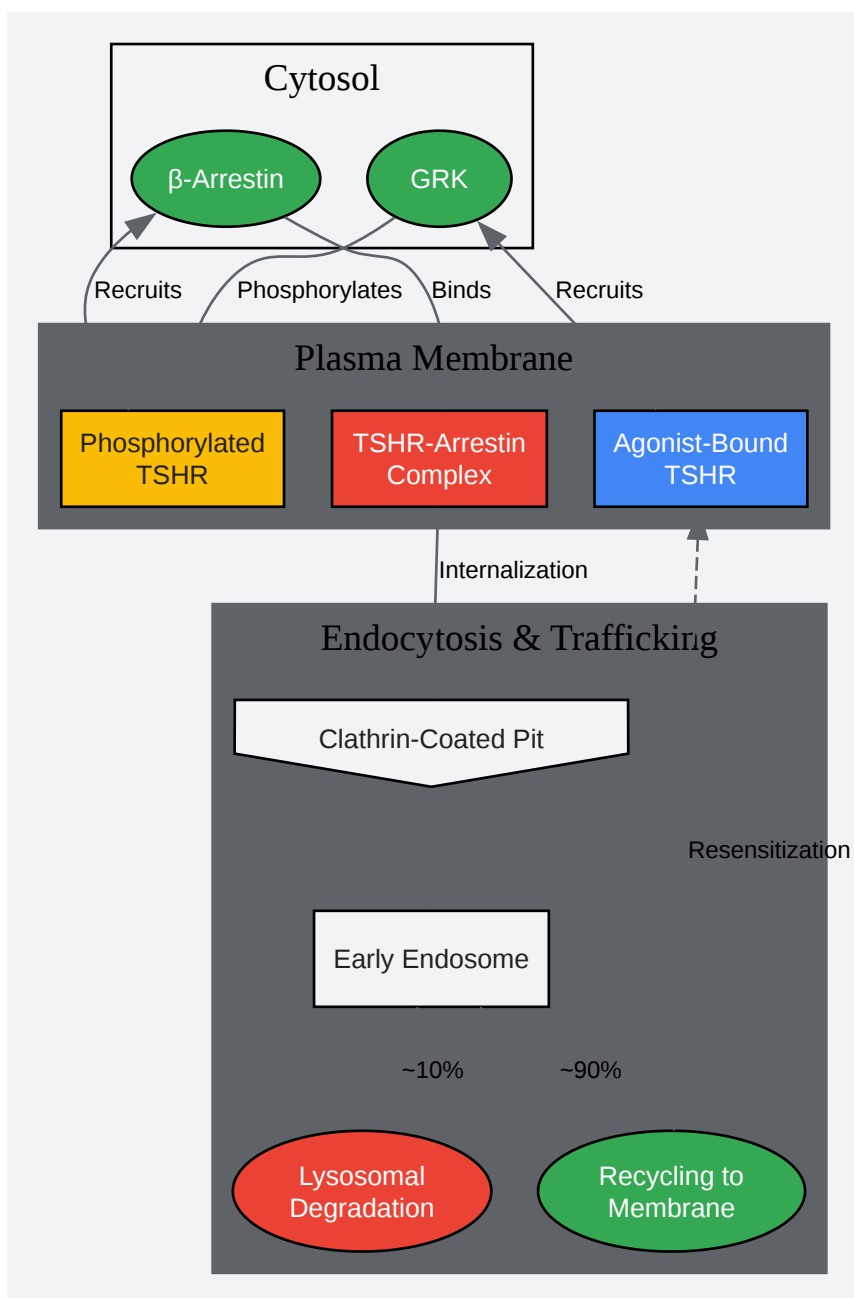 Cytosol
β-Arrestin
GRK
Recruits
Phosphorylates
Binds
Recruits
Plasma Membrane
Phosphorylated
TSHR
TSHR-Arrestin
Complex
Agonist-Bound
TSHR
Internalization
Endocytosis & Trafficking
Clathrin-Coated Pit
Resensitization
Early Endosome
~10%
~90%
Lysosomal
Degradation
Recycling to
Membrane